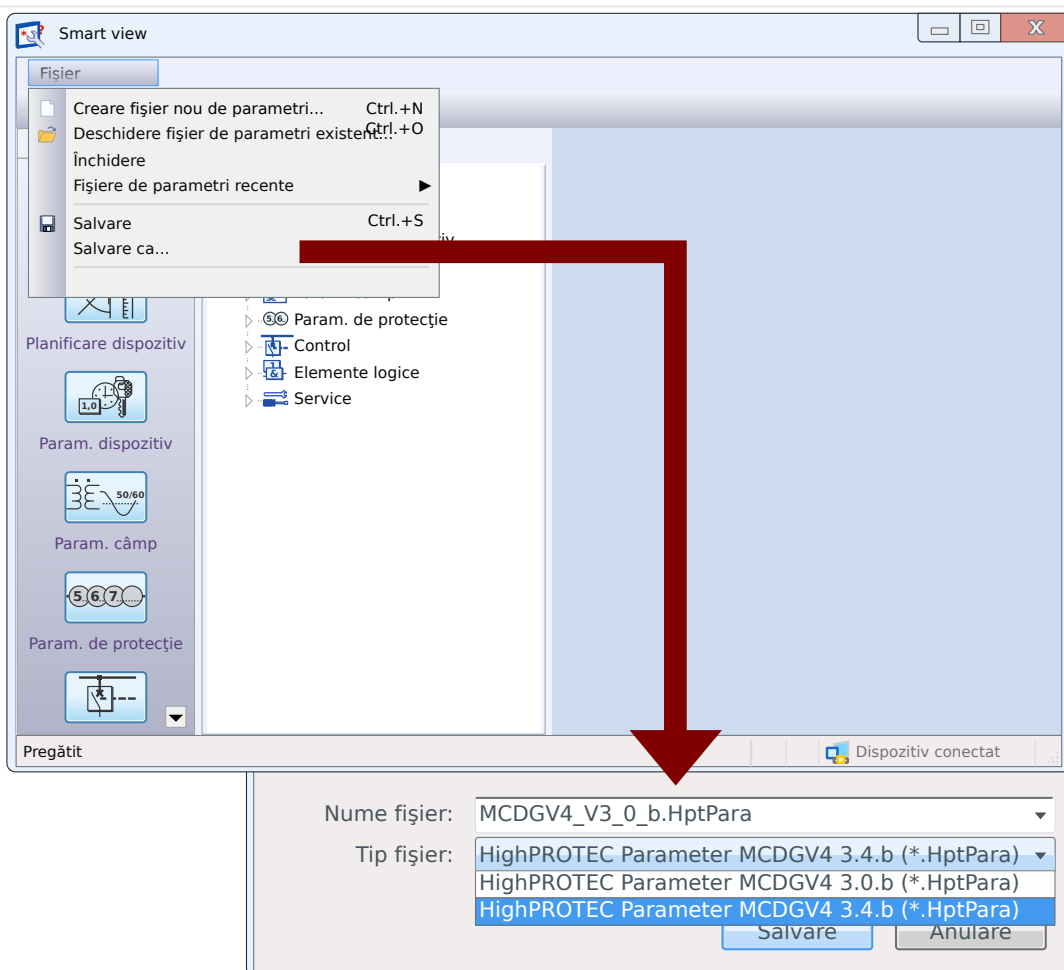 Smart view
Fişier
Creare fişier nou de parametri... Ctrl.+N
Deschidere fişier de parametri existent... Ctrl.+O
Închidere
Fişiere de parametri recente
Salvare Ctrl.+S
Salvare ca...
Planificare dispozitiv
1,0
Param. dispozitiv
50/60
Param. câmp
5 6 7
Param. de protecţie
5 6 Param. de protecţie
Control
1 & Elemente logice
Service
Pregătit
Dispozitiv conectat
Nume fişier: MCDGV4_V3_0_b.HptPara
Tip fişier: HighPROTEC Parameter MCDGV4 3.4.b (*.HptPara)
HighPROTEC Parameter MCDGV4 3.0.b (*.HptPara)
HighPROTEC Parameter MCDGV4 3.4.b (*.HptPara)
Salvare Anulare